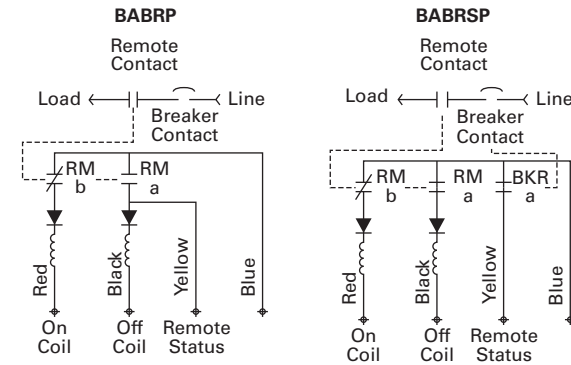 BABRP
Remote
Contact
Load
Line
Breaker
Contact
RM
b
RM
a
Red
Black
Yellow
Blue
On
Coil
Off
Coil
Remote
Status
BABRSP
Remote
Contact
Load
Line
Breaker
Contact
RM
b
RM
a
BKR
a
Red
Black
Yellow
Blue
On
Coil
Off
Coil
Remote
Status